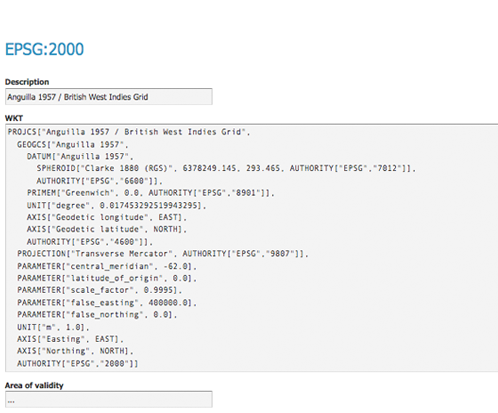 EPSG:2000
Description
Anguilla 1957 / British West Indies Grid
WKT
PROJCS["Anguilla 1957 / British West Indies Grid",
GEOGCS["Anguilla 1957",
DATUM["Anguilla 1957",
SPHEROID["Clarke 1880 (RGS)", 6378249.145, 293.465, AUTHORITY["EPSG","7012"]],
AUTHORITY["EPSG","6600"]],
PRIMEM["Greenwich", 0.0, AUTHORITY["EPSG","8901"]],
UNIT["degree", 0.017453292519943295],
AXIS["Geodetic longitude", EAST],
AXIS["Geodetic latitude", NORTH],
AUTHORITY["EPSG","4600"]],
PROJECTION["Transverse Mercator", AUTHORITY["EPSG","9807"]],
PARAMETER["central_meridian", -62.0],
PARAMETER["latitude_of_origin", 0.0],
PARAMETER["scale_factor", 0.9995],
PARAMETER["false_easting", 400000.0],
PARAMETER["false_northing", 0.0],
UNIT["m", 1.0],
AXIS["Easting", EAST],
AXIS["Northing", NORTH],
AUTHORITY["EPSG","2000"]]
Area of validity
...